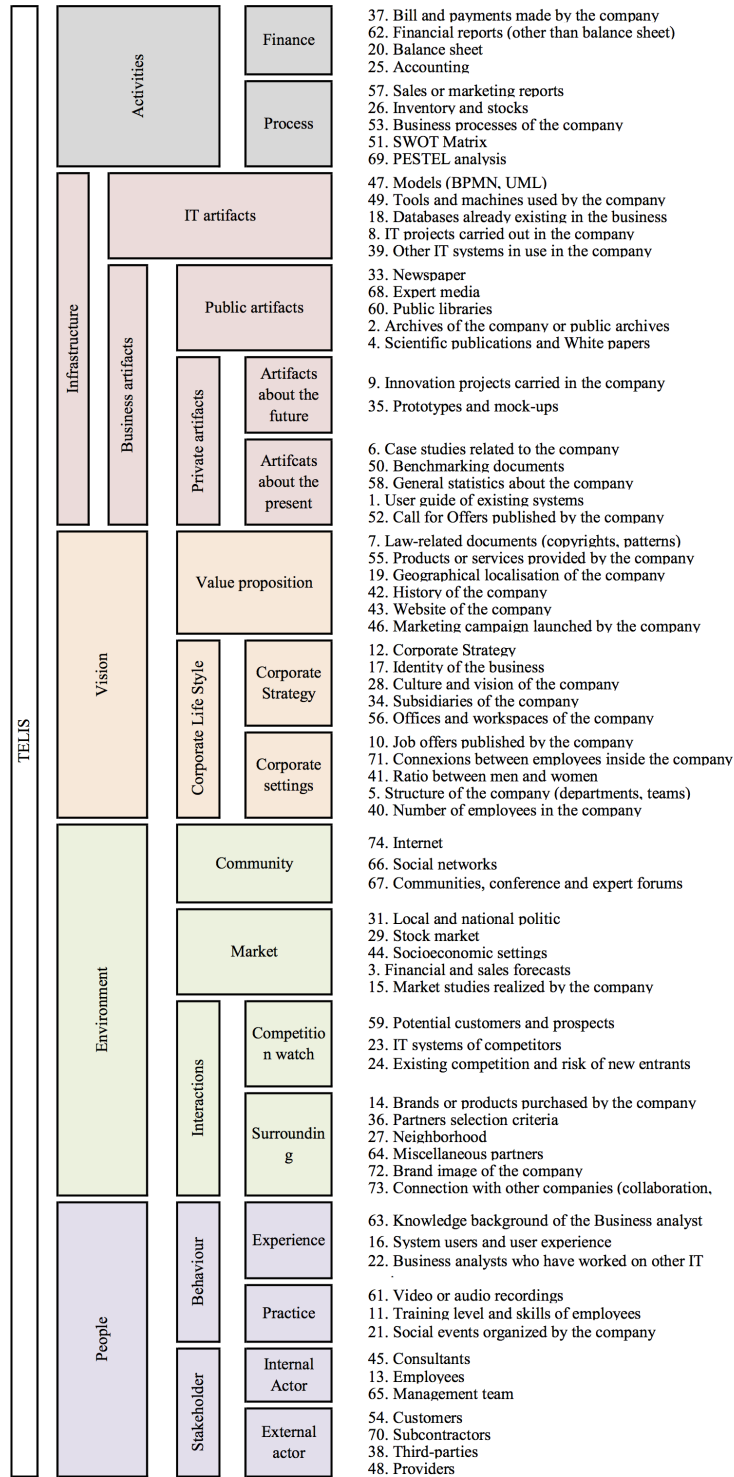 TELIS
Activities
Finance
37. Bill and payments made by the company
62. Financial reports (other than balance sheet)
20. Balance sheet
25. Accounting
Process
57. Sales or marketing reports
26. Inventory and stocks
53. Business processes of the company
51. SWOT Matrix
69. PESTEL analysis
Infrastructure
IT artifacts
47. Models (BPMN, UML)
49. Tools and machines used by the company
18. Databases already existing in the business
8. IT projects carried out in the company
39. Other IT systems in use in the company
Business artifacts
Public artifacts
33. Newspaper
68. Expert media
60. Public libraries
2. Archives of the company or public archives
4. Scientific publications and White papers
Private artifacts
Artifacts
about the
future
9. Innovation projects carried in the company
35. Prototypes and mock-ups
Artifcats
about the
present
6. Case studies related to the company
50. Benchmarking documents
58. General statistics about the company
1. User guide of existing systems
52. Call for Offers published by the company
Vision
Value proposition
7. Law-related documents (copyrights, patterns)
55. Products or services provided by the company
19. Geographical localisation of the company
42. History of the company
43. Website of the company
46. Marketing campaign launched by the company
Corporate Life Style
Corporate
Strategy
12. Corporate Strategy
17. Identity of the business
28. Culture and vision of the company
34. Subsidiaries of the company
56. Offices and workspaces of the company
Corporate
settings
10. Job offers published by the company
71. Connexions between employees inside the company
41. Ratio between men and women
5. Structure of the company (departments, teams)
40. Number of employees in the company
Environment
Community
74. Internet
66. Social networks
67. Communities, conference and expert forums
Market
31. Local and national politic
29. Stock market
44. Socioeconomic settings
3. Financial and sales forecasts
15. Market studies realized by the company
Interactions
Competitio
n watch
59. Potential customers and prospects
23. IT systems of competitors
24. Existing competition and risk of new entrants
Surroundin
g
14. Brands or products purchased by the company
36. Partners selection criteria
27. Neighborhood
64. Miscellaneous partners
72. Brand image of the company
73. Connection with other companies (collaboration,
People
Behaviour
Experience
63. Knowledge background of the Business analyst
16. System users and user experience
22. Business analysts who have worked on other IT
Practice
61. Video or audio recordings
11. Training level and skills of employees
21. Social events organized by the company
Stakeholder
Internal
Actor
45. Consultants
13. Employees
65. Management team
External
actor
54. Customers
70. Subcontractors
38. Third-parties
48. Providers